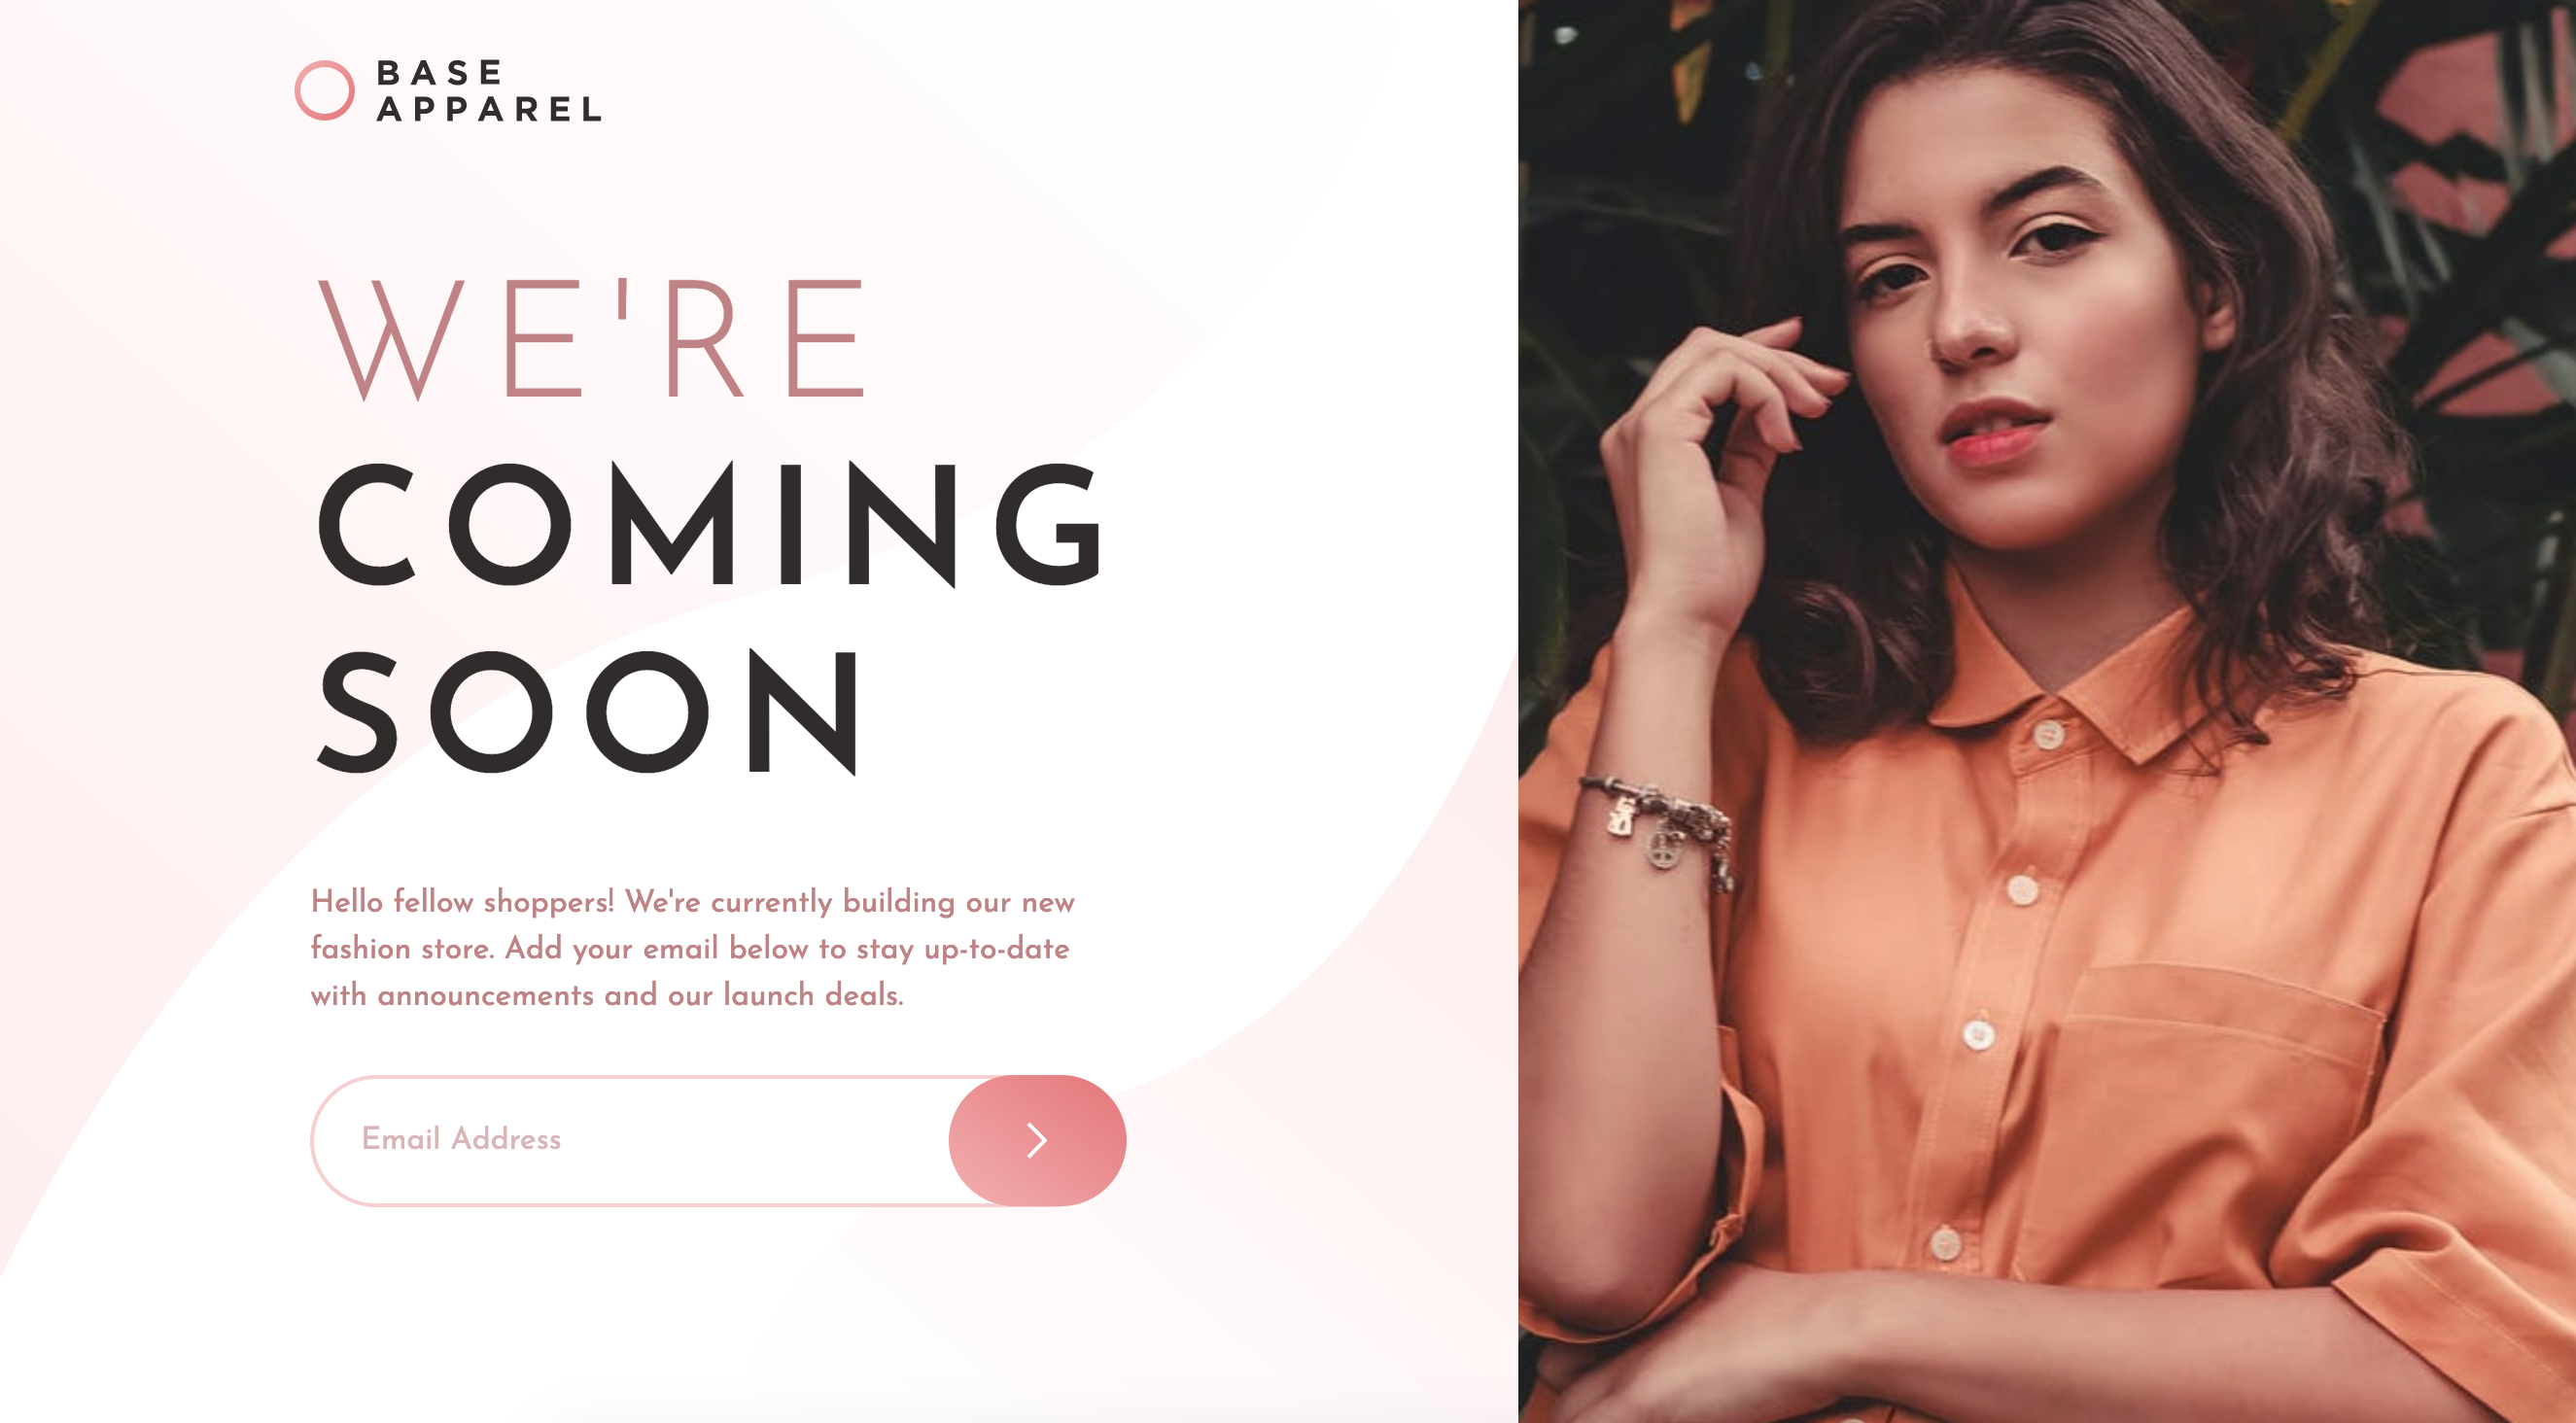 BASE
APPAREL
WE'RE
COMING
SOON
Hello fellow shoppers! We're currently building our new
fashion store. Add your email below to stay up-to-date
with announcements and our launch deals.
Email Address